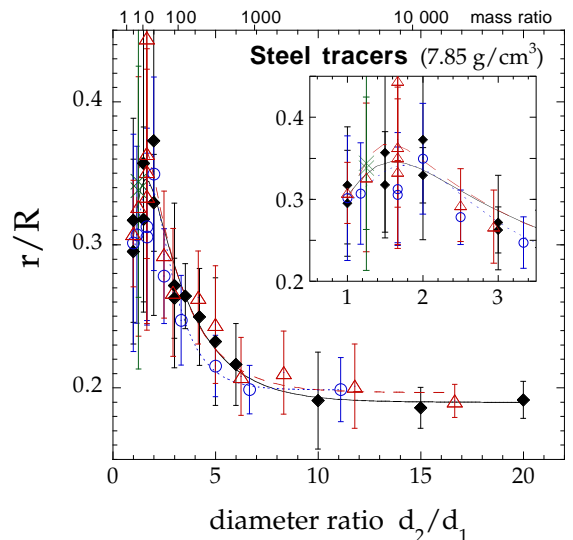 1 10 100 1000 10 000 mass ratio
Steel tracers (7.85 g/cm³)
0.4
0.3
0.2
r/R
0.4
0.3
0.2
1 2 3
0 5 10 15 20
diameter ratio d₂/d₁